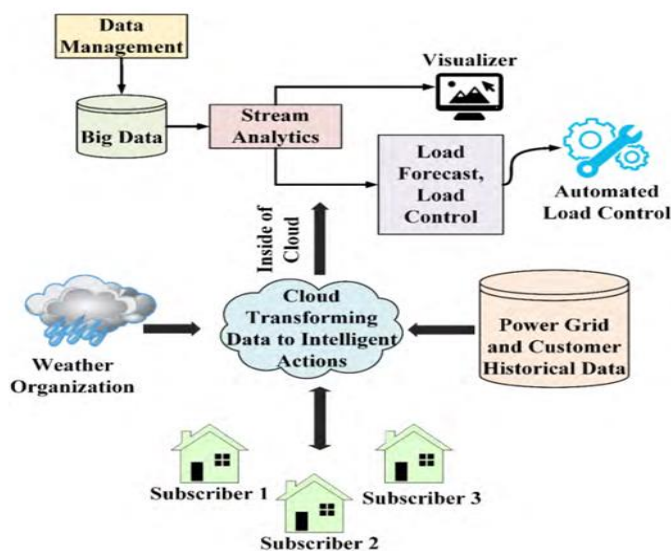 Data
Management
Visualizer
Big Data
Stream
Analytics
Load
Forecast,
Load
Control
Automated
Load Control
Inside of
Cloud
Cloud
Transforming
Data to Intelligent
Actions
Weather
Organization
Power Grid
and Customer
Historical Data
Subscriber 1
Subscriber 2
Subscriber 3